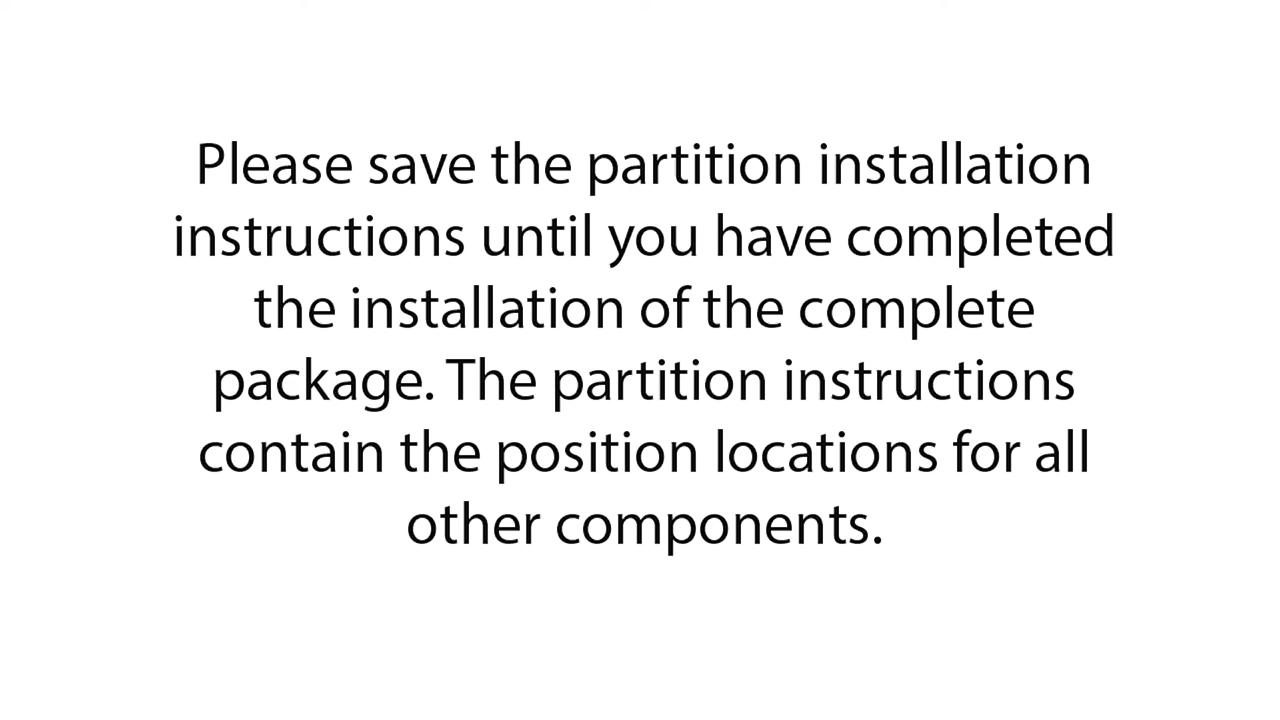 Please save the partition installation
instructions until you have completed
the installation of the complete
package. The partition instructions
contain the position locations for all
other components.